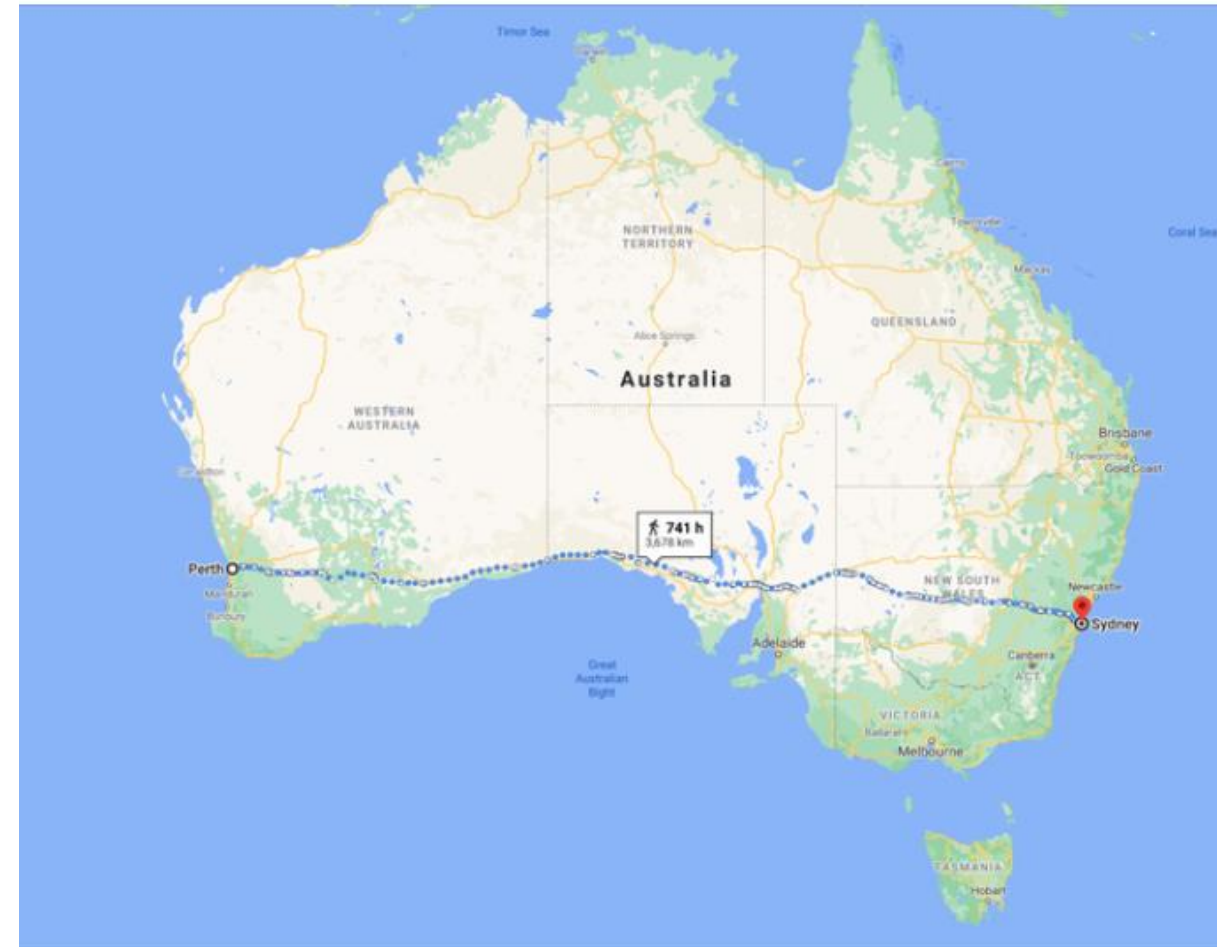 Timor Sea
Coral Sea
NORTHERN
TERRITORY
Townsville
Mackay
QUEENSLAND
Alice Springs
Australia
WESTERN
AUSTRALIA
Brisbane
Toowoomba
Gold Coast
741 h
3,678 km
Perth
Mandurah
Bunbury
NEW SOUTH
WALES
Newcastle
Sydney
Adelaide
Canberra
ACT
Great
Australian
Bight
VICTORIA
Ballarat
Melbourne
TASMANIA
Hobart